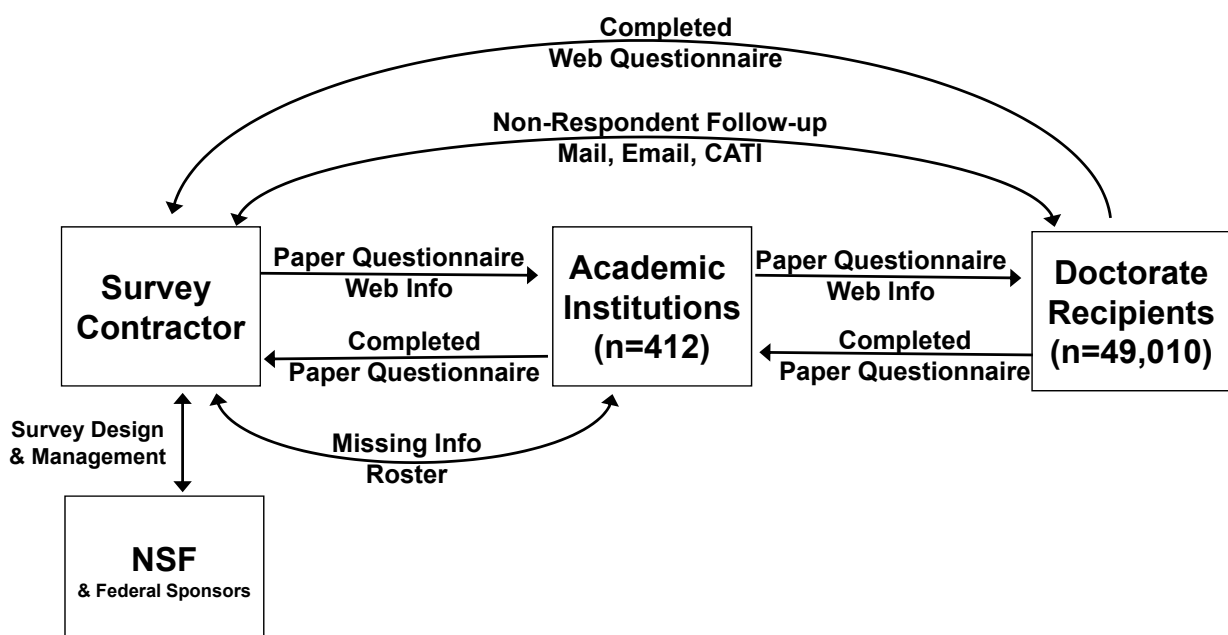 Completed
Web Questionnaire
Non-Respondent Follow-up
Mail, Email, CATI
Survey
Contractor
Paper Questionnaire
Web Info
Completed
Paper Questionnaire
Academic
Institutions
(n=412)
Paper Questionnaire
Web Info
Completed
Paper Questionnaire
Doctorate
Recipients
(n=49,010)
Survey Design
& Management
Missing Info
Roster
NSF
& Federal Sponsors